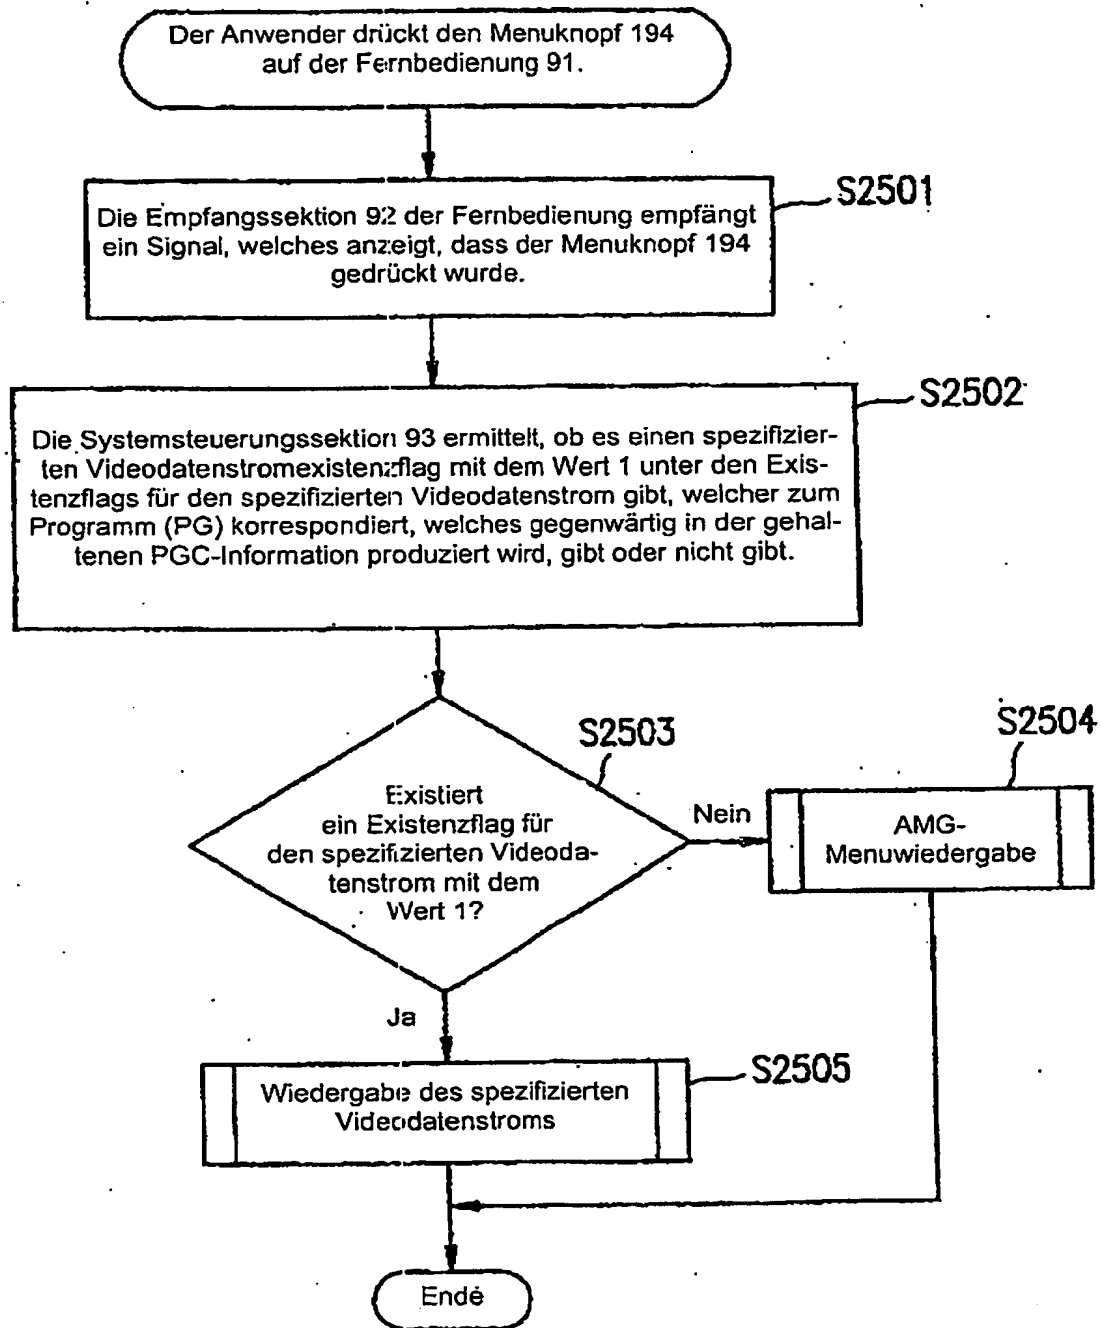 Der Anwender drückt den Menuknopf 194
auf der Fernbedienung 91.
S2501
Die Empfangssektion 92 der Fernbedienung empfängt
ein Signal, welches anzeigt, dass der Menuknopf 194
gedrückt wurde.
S2502
Die Systemsteuerungssektion 93 ermittelt, ob es einen spezifizier-
ten Videodatenstromexistenzflag mit dem Wert 1 unter den Exis-
tenzflags für den spezifizierten Videodatenstrom gibt, welcher zum
Programm (PG) korrespondiert, welches gegenwärtig in der gehal-
tenen PGC-Information produziert wird, gibt oder nicht gibt.
S2503
Existiert
ein Existenzflag für
den spezifizierten Videoda-
tenstrom mit dem
Wert 1?
Nein
S2504
AMG-
Menuwiedergabe
Ja
S2505
Wiedergabe des spezifizierten
Videodatenstroms
Ende